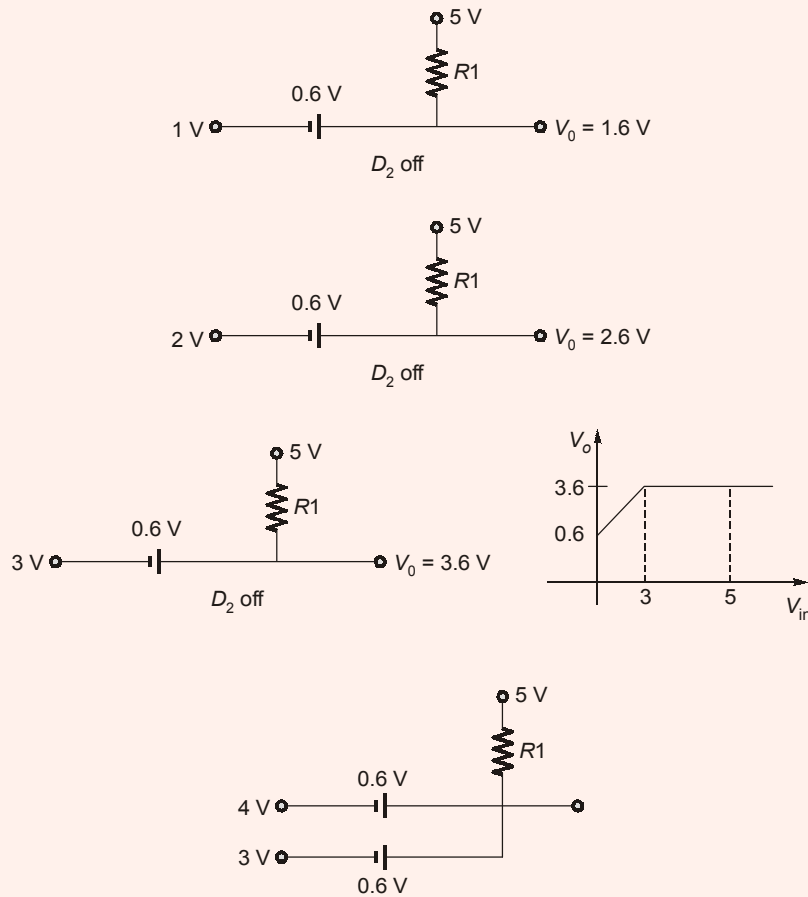 5 V
R1
0.6 V
1 V
V0 = 1.6 V
D2 off
5 V
R1
0.6 V
2 V
V0 = 2.6 V
D2 off
5 V
R1
0.6 V
3 V
V0 = 3.6 V
D2 off
Vo
3.6
0.6
3 5
Vin
5 V
R1
0.6 V
4 V
3 V
0.6 V